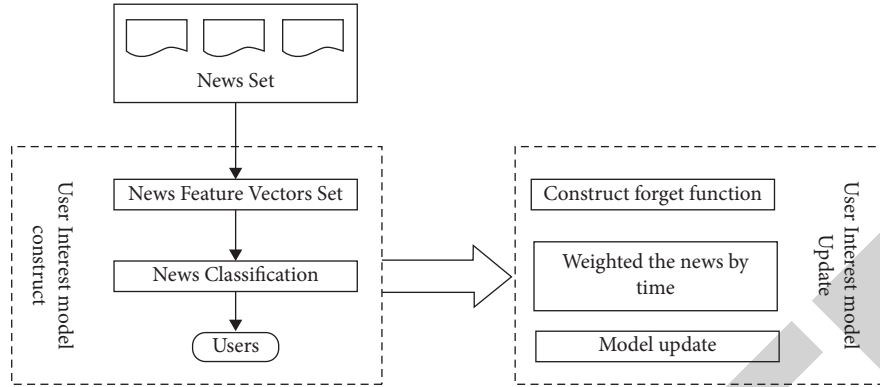 News Set
User Interest model
construct
News Feature Vectors Set
News Classification
Users
Construct forget function
Weighted the news by
time
Model update
User Interest model
Update